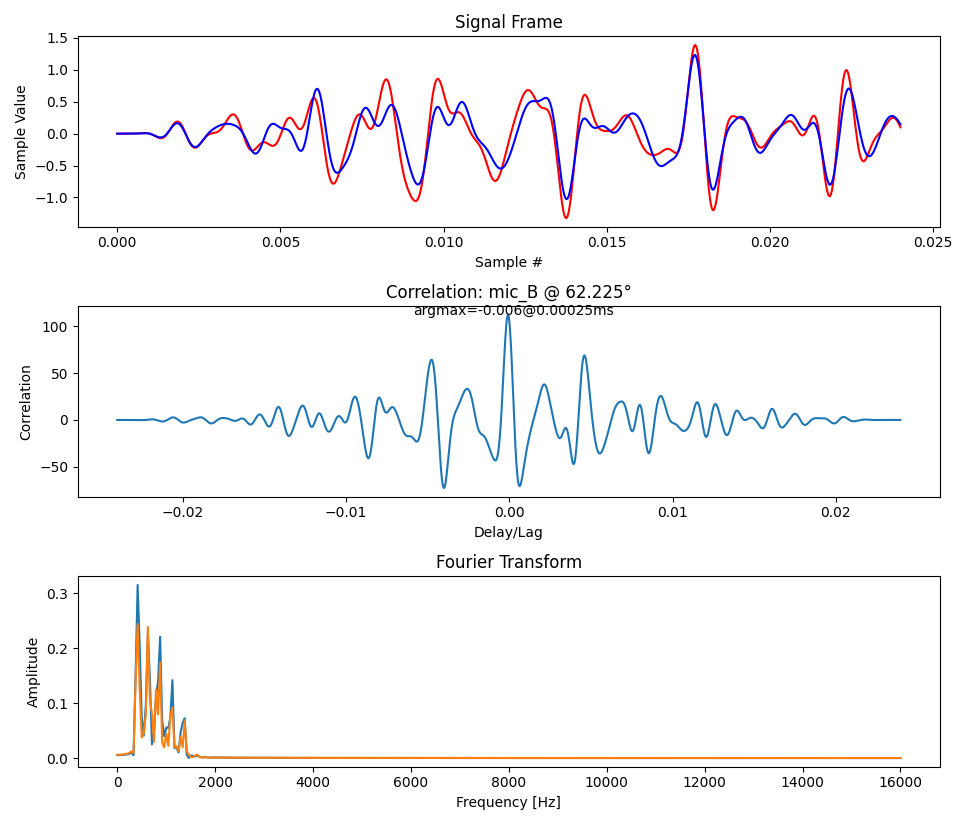 Signal Frame
1.5
1.0
0.5
0.0
−0.5
−1.0
Sample Value
0.000 0.005 0.010 0.015 0.020 0.025
Sample #
Correlation: mic_B @ 62.225°
argmax=-0.006@0.00025ms
100
50
0
−50
Correlation
−0.02 −0.01 0.00 0.01 0.02
Delay/Lag
Fourier Transform
0.3
0.2
0.1
0.0
Amplitude
0 2000 4000 6000 8000 10000 12000 14000 16000
Frequency [Hz]